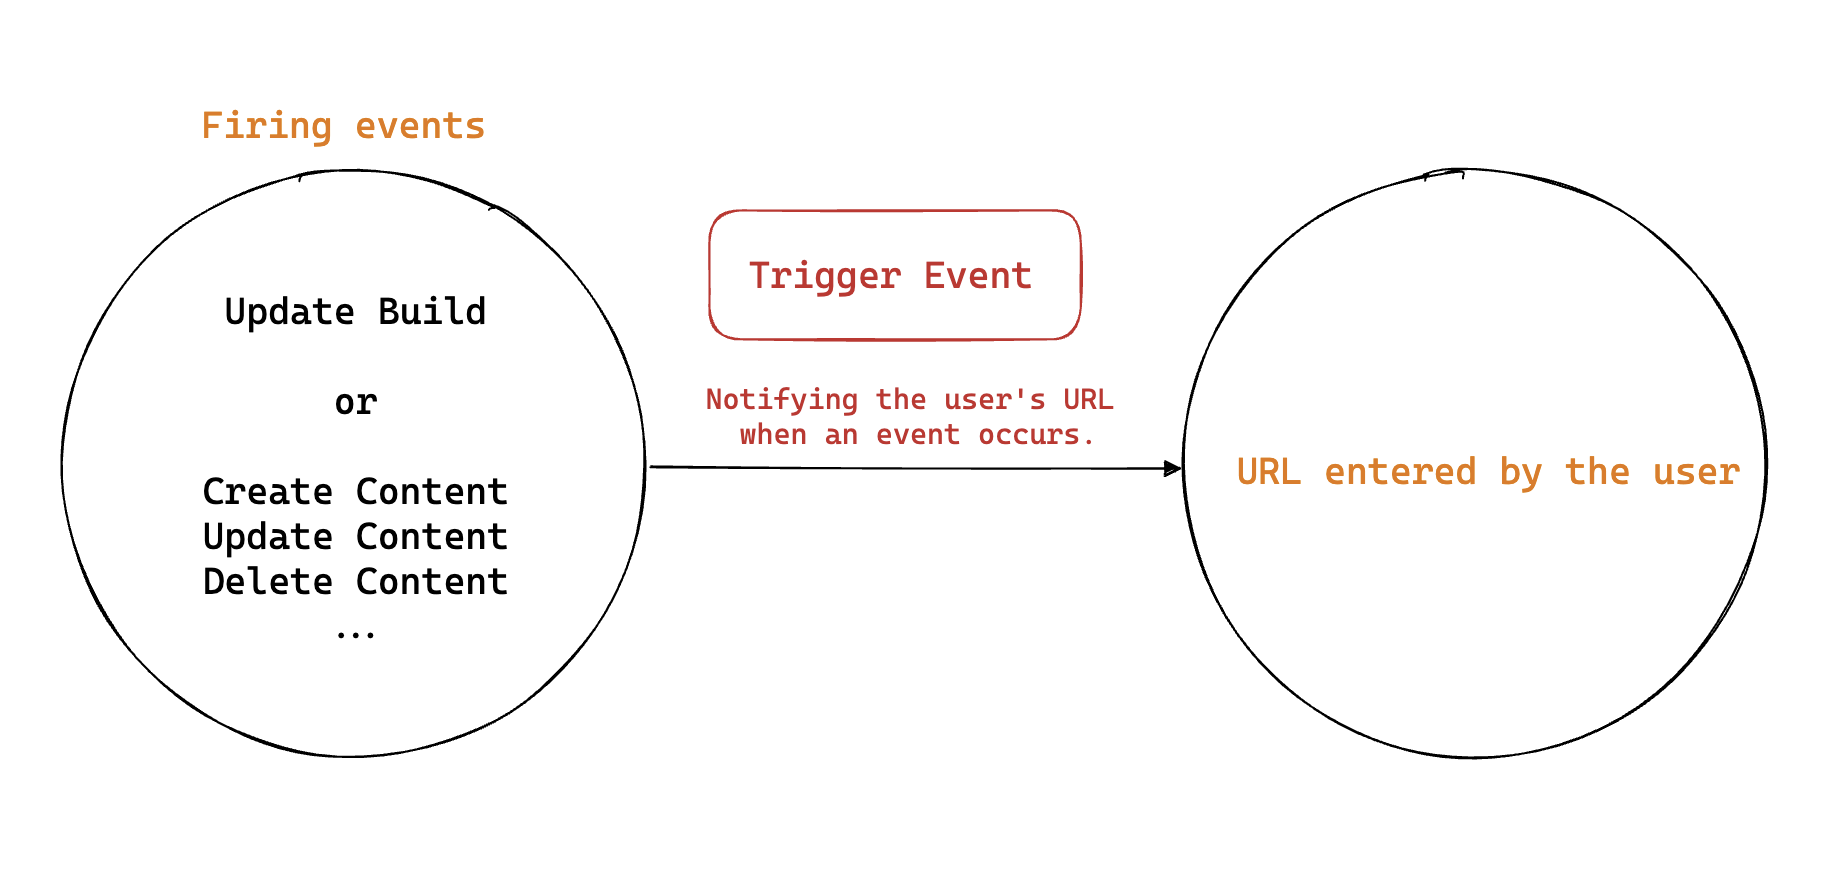 Firing events
Update Build
or
Create Content
Update Content
Delete Content
...
Trigger Event
Notifying the user's URL
when an event occurs.
URL entered by the user